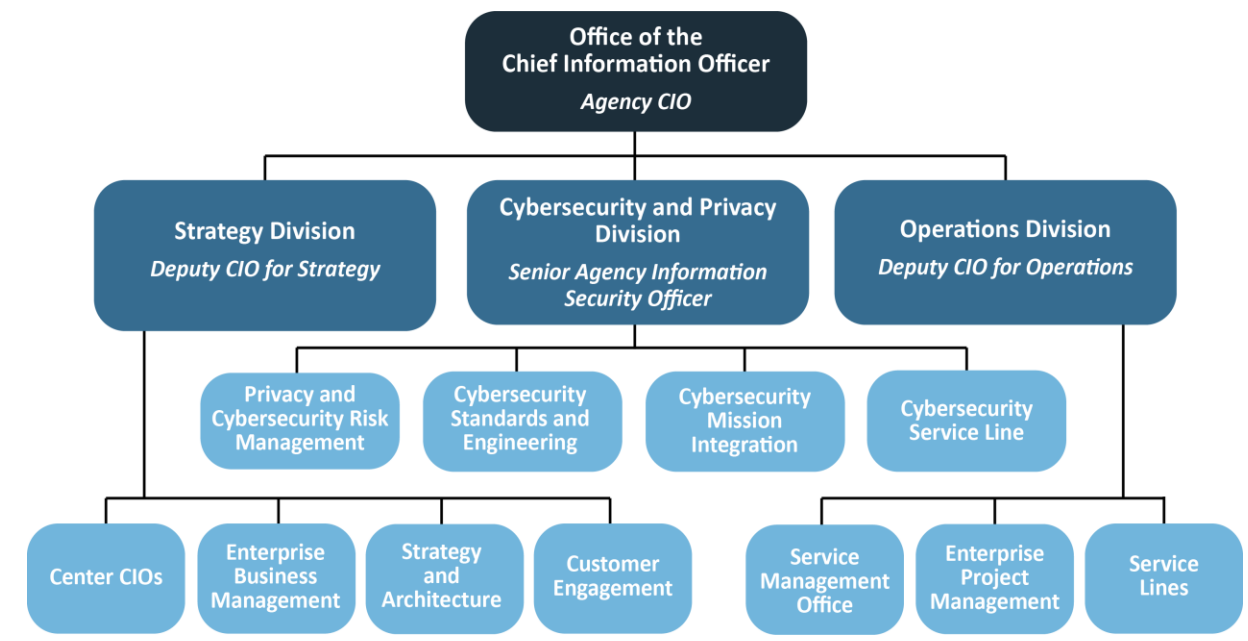 Office of the
Chief Information Officer
Agency CIO
Strategy Division
Deputy CIO for Strategy
Cybersecurity and Privacy
Division
Senior Agency Information
Security Officer
Operations Division
Deputy CIO for Operations
Privacy and
Cybersecurity Risk
Management
Cybersecurity
Standards and
Engineering
Cybersecurity
Mission
Integration
Cybersecurity
Service Line
Center CIOs
Enterprise
Business
Management
Strategy
and
Architecture
Customer
Engagement
Service
Management
Office
Enterprise
Project
Management
Service
Lines